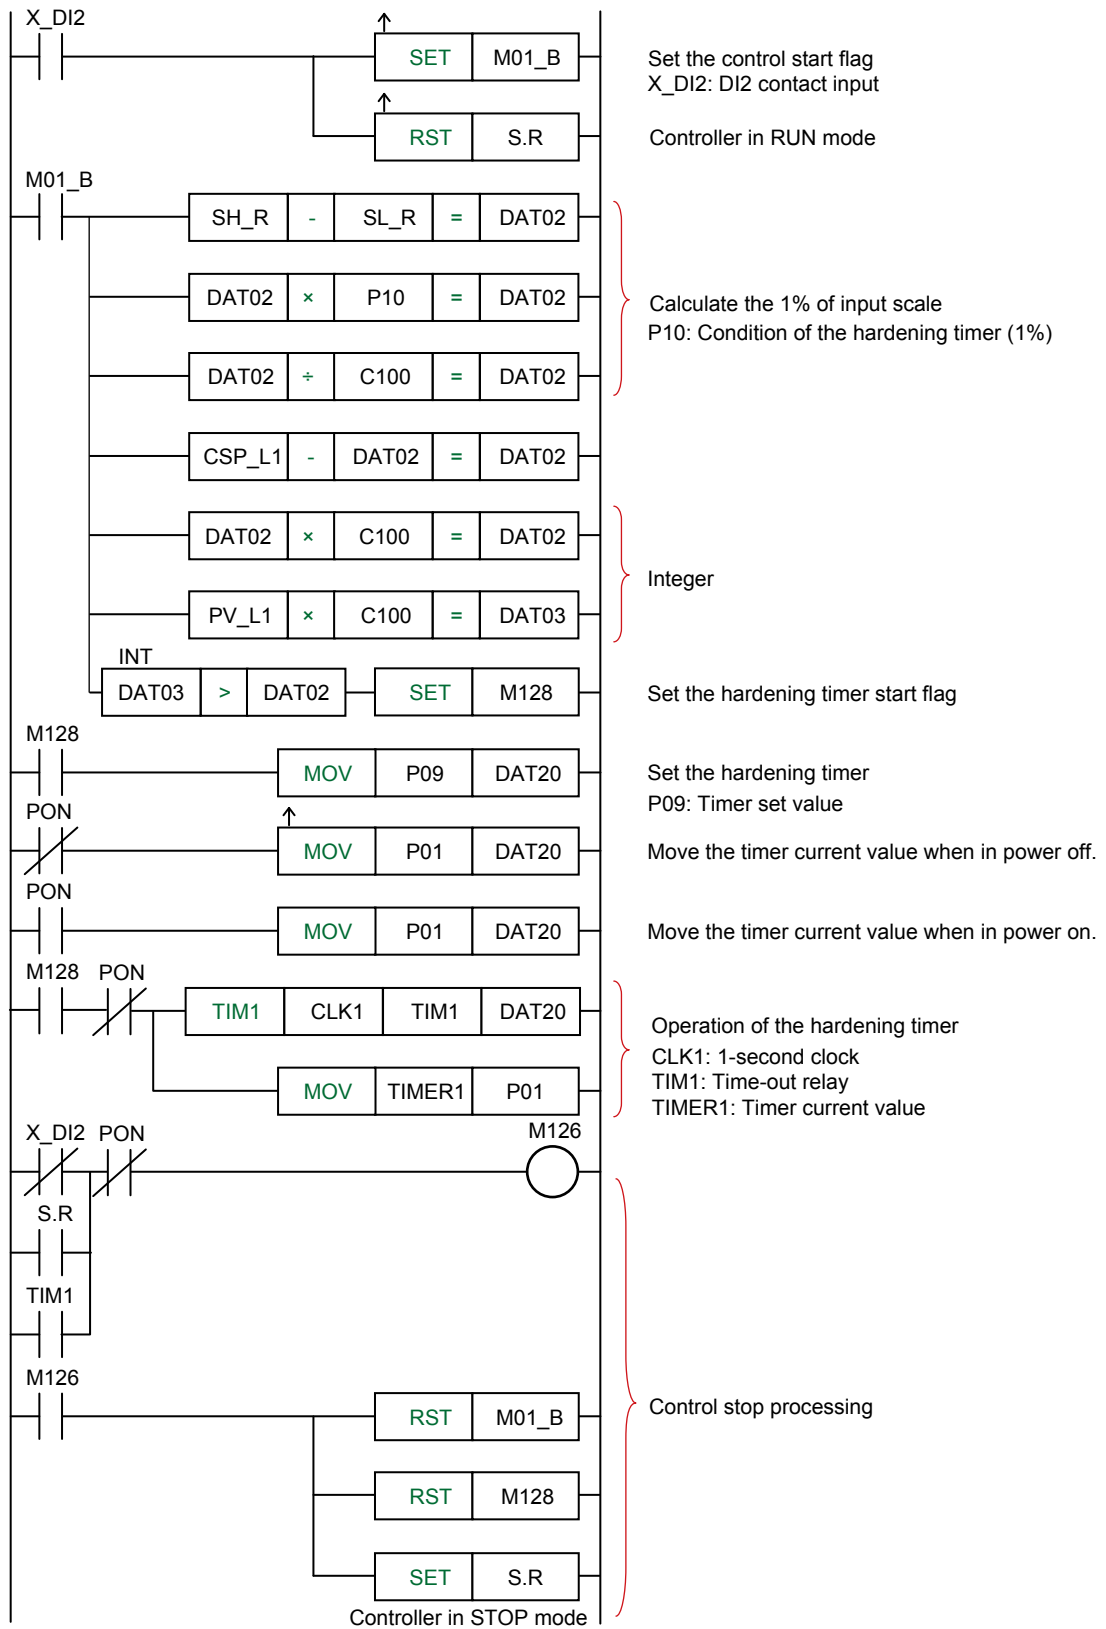 X_DI2
SET M01_B
Set the control start flag
X_DI2: DI2 contact input
RST S.R
Controller in RUN mode
M01_B
SH_R - SL_R = DAT02
DAT02 × P10 = DAT02
Calculate the 1% of input scale
P10: Condition of the hardening timer (1%)
DAT02 ÷ C100 = DAT02
CSP_L1 - DAT02 = DAT02
DAT02 × C100 = DAT02
Integer
PV_L1 × C100 = DAT03
INT
DAT03 > DAT02 SET M128
Set the hardening timer start flag
M128
MOV P09 DAT20
Set the hardening timer
P09: Timer set value
PON
MOV P01 DAT20
Move the timer current value when in power off.
PON
MOV P01 DAT20
Move the timer current value when in power on.
M128 PON
TIM1 CLK1 TIM1 DAT20
Operation of the hardening timer
CLK1: 1-second clock
TIM1: Time-out relay
TIMER1: Timer current value
MOV TIMER1 P01
X_DI2 PON M126
S.R
TIM1
M126
RST M01_B
Control stop processing
RST M128
SET S.R
Controller in STOP mode